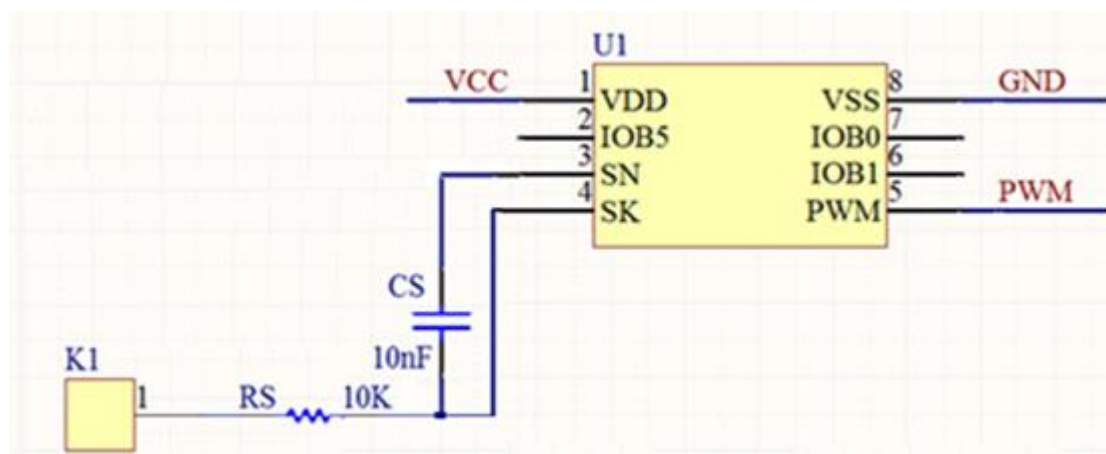 U1
VCC 1 VDD VSS 8 GND
2 IOB5 IOB0 7
3 SN IOB1 6
4 SK PWM 5 PWM
CS
10nF
K1
1 RS 10K